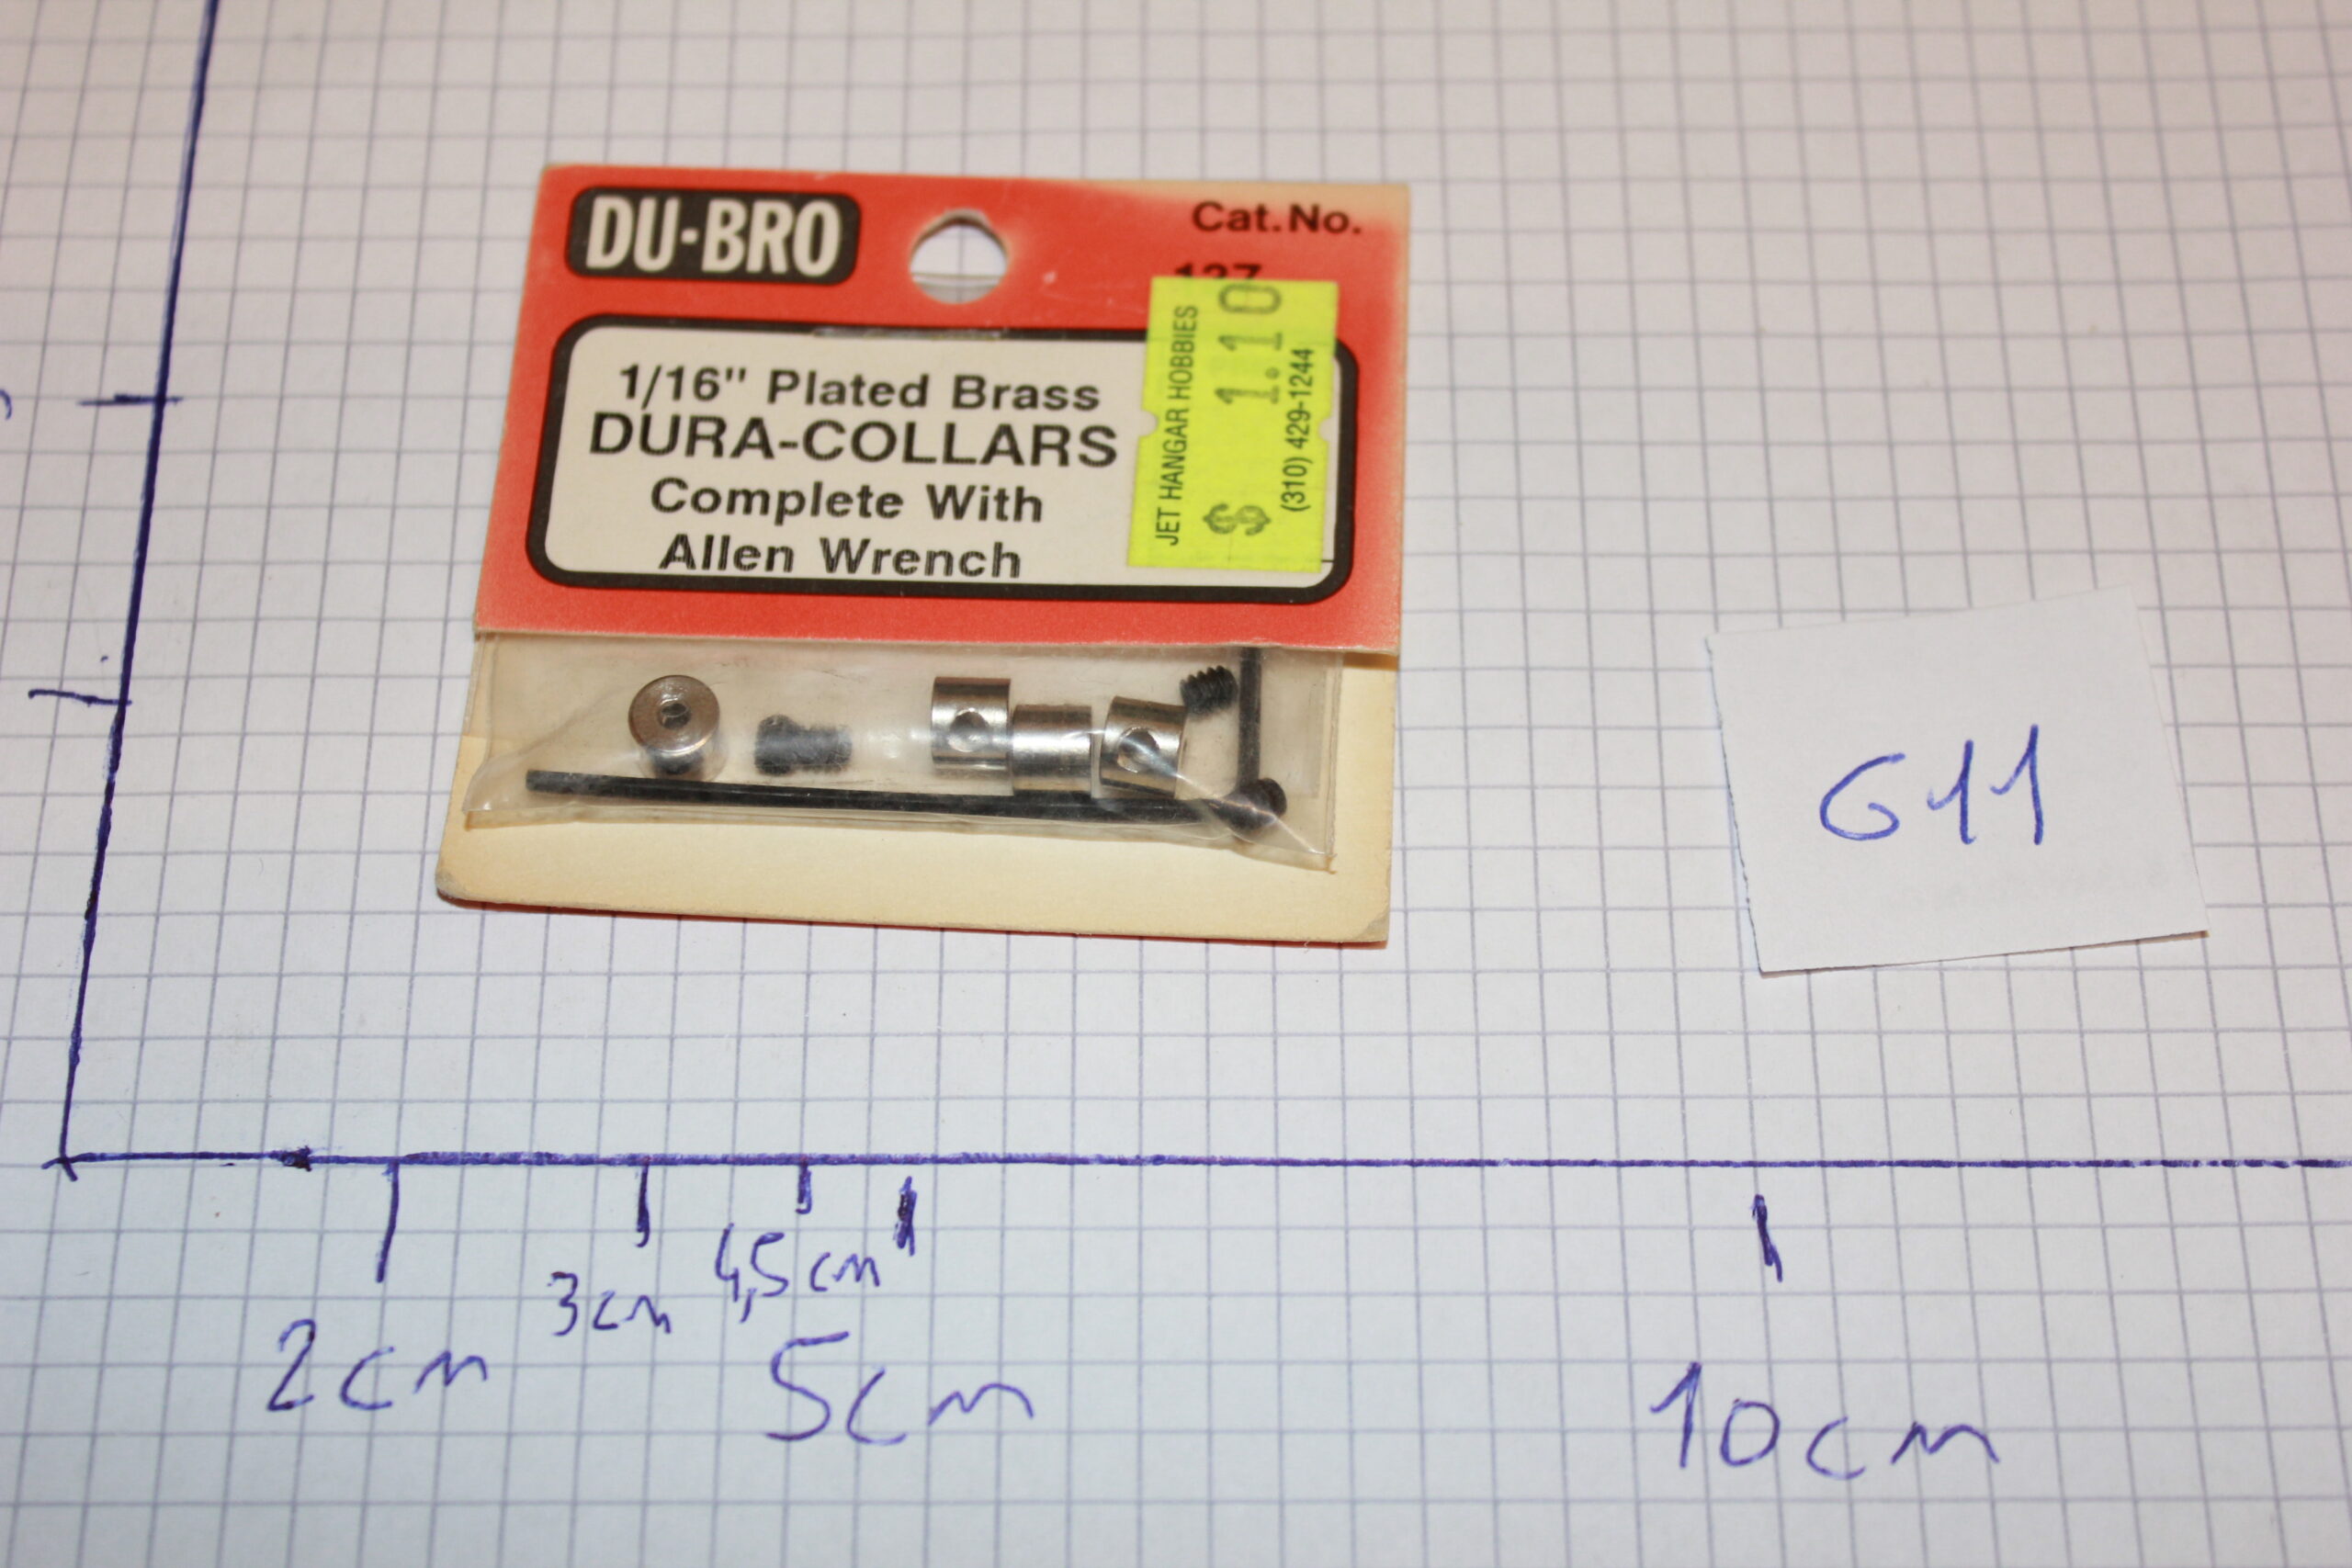 DU-BRO
Cat.No.
1/16" Plated Brass
DURA-COLLARS
Complete With
Allen Wrench
JET HANGAR HOBBIES
$ 1.10
(310) 429-1244
G11
2cm
3cm
4,5cm
5cm
10cm